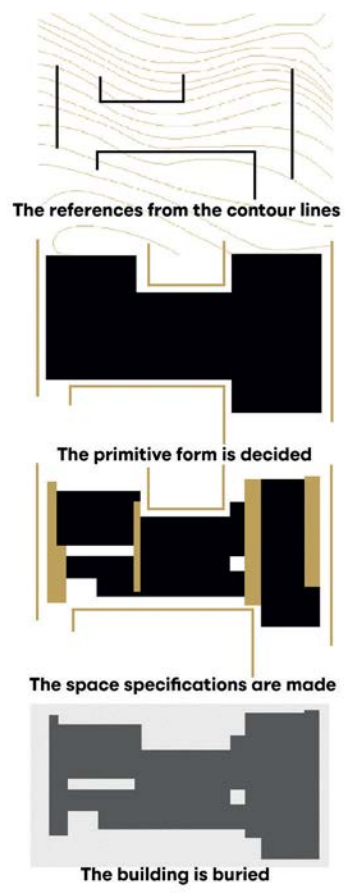 The references from the contour lines
The primitive form is decided
The space specifications are made
The building is buried